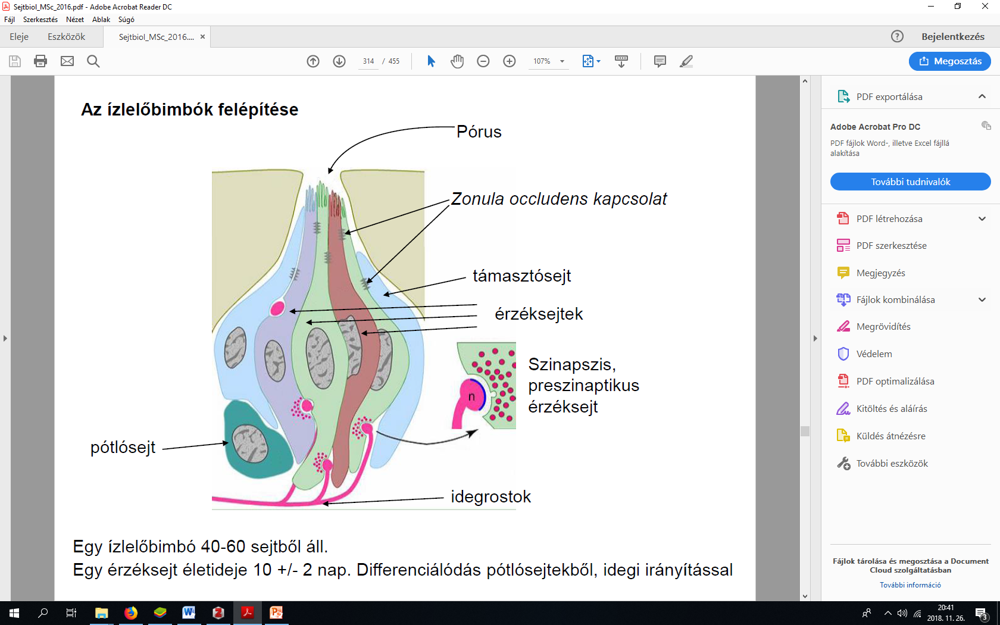 Sejtbiol_MSc_2016.pdf - Adobe Acrobat Reader DC
Fájl Szerkesztés Nézet Ablak Súgó
Eleje Eszközök Sejtbiol_MSc_2016.... × ? Bejelentkezés
314 / 455 107% Megosztás
Az ízlelőbimbók felépítése
Pórus
Zonula occludens kapcsolat
támasztósejt
érzéksejtek
n
Szinapszis,
preszinaptikus
érzéksejt
pótlósejt
idegrostok
Egy ízlelőbimbó 40-60 sejtből áll.
Egy érzéksejt életideje 10 +/- 2 nap. Differenciálódás pótlósejtekből, idegi irányítással
PDF exportálása
Adobe Acrobat Pro DC
PDF fájlok Word-, illetve Excel fájllá
alakítása
További tudnivalók
PDF létrehozása
PDF szerkesztése
Megjegyzés
Fájlok kombinálása
Megrövidítés
Védelem
PDF optimalizálása
Kitöltés és aláírás
Küldés átnézésre
További eszközök
Fájlok tárolása és megosztása a Document
Cloud szolgáltatásban
További információ
W Z P
20:41
2018. 11. 26.
3